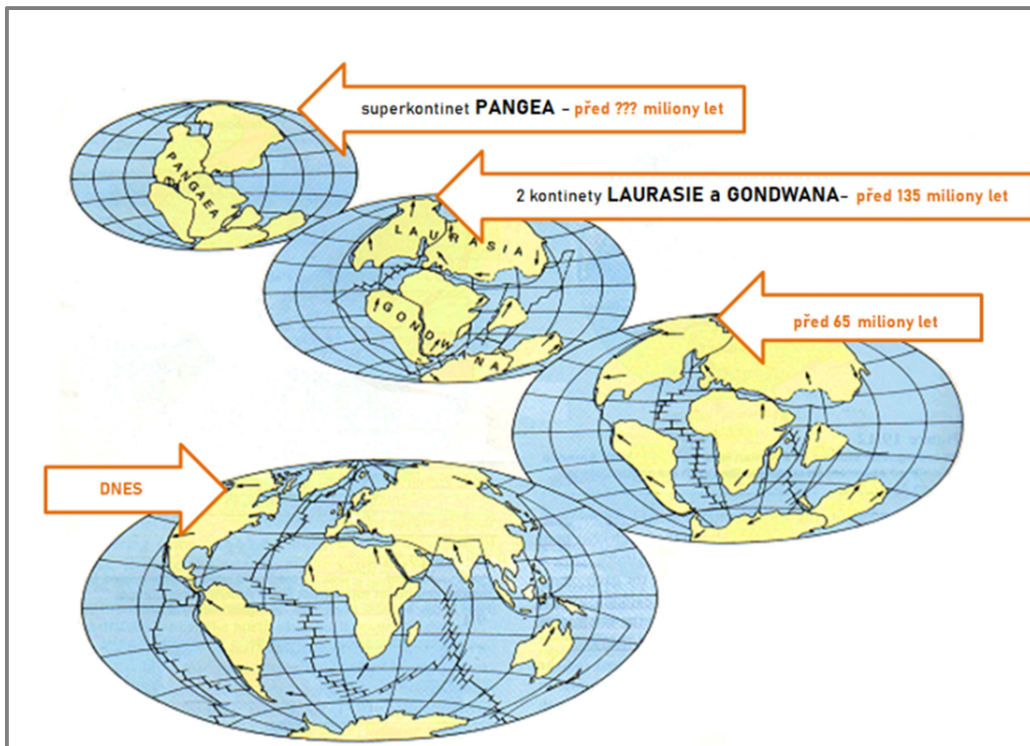 superkontinet PANGEA – před ??? miliony let
PANGAEA
2 kontinety LAURASIE a GONDWANA– před 135 miliony let
LAURASIA
GONDWANA
před 65 miliony let
DNES